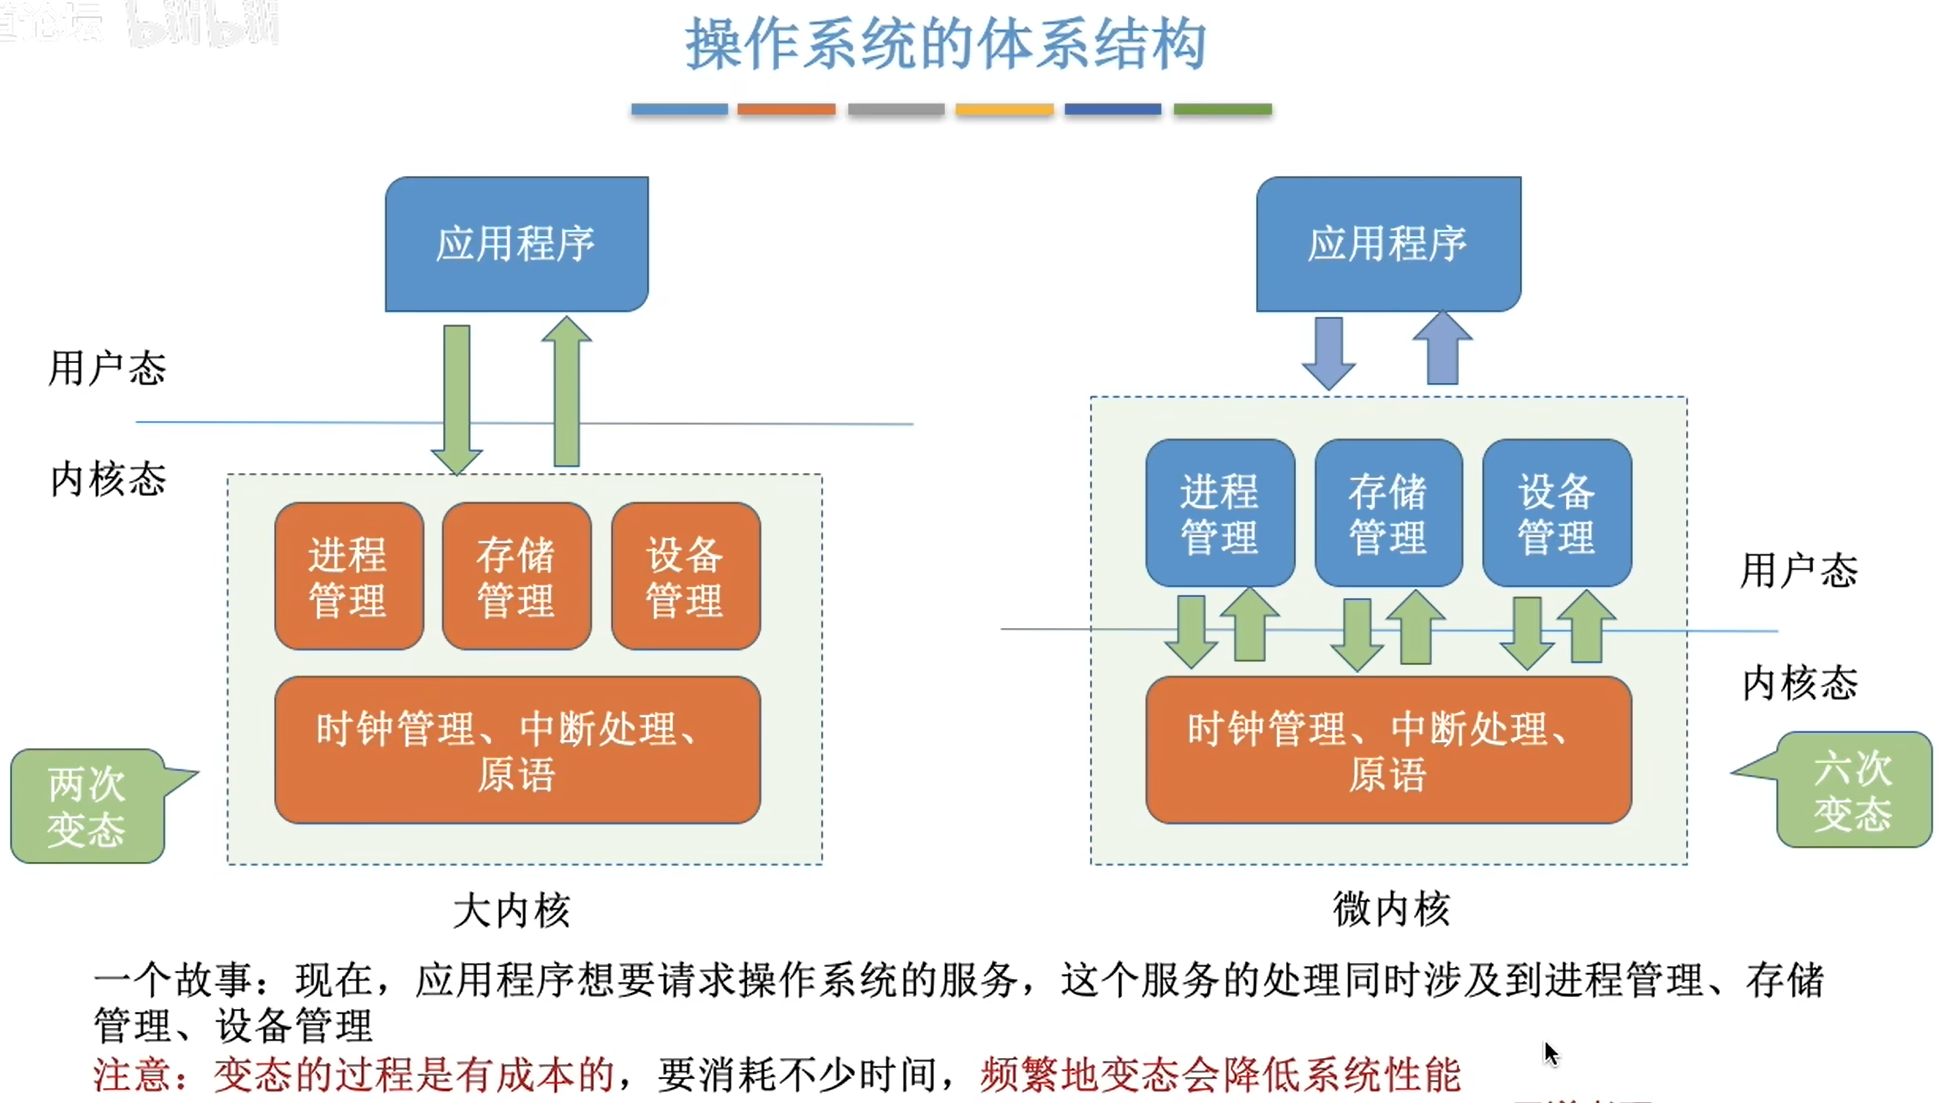 bilibili
操作系统的体系结构
应用程序
用户态
内核态
进程
管理
存储
管理
设备
管理
时钟管理、中断处理、
原语
两次
变态
大内核
应用程序
进程
管理
存储
管理
设备
管理
用户态
内核态
时钟管理、中断处理、
原语
六次
变态
微内核
一个故事：现在，应用程序想要请求操作系统的服务，这个服务的处理同时涉及到进程管理、存储
管理、设备管理
注意：变态的过程是有成本的，要消耗不少时间，频繁地变态会降低系统性能